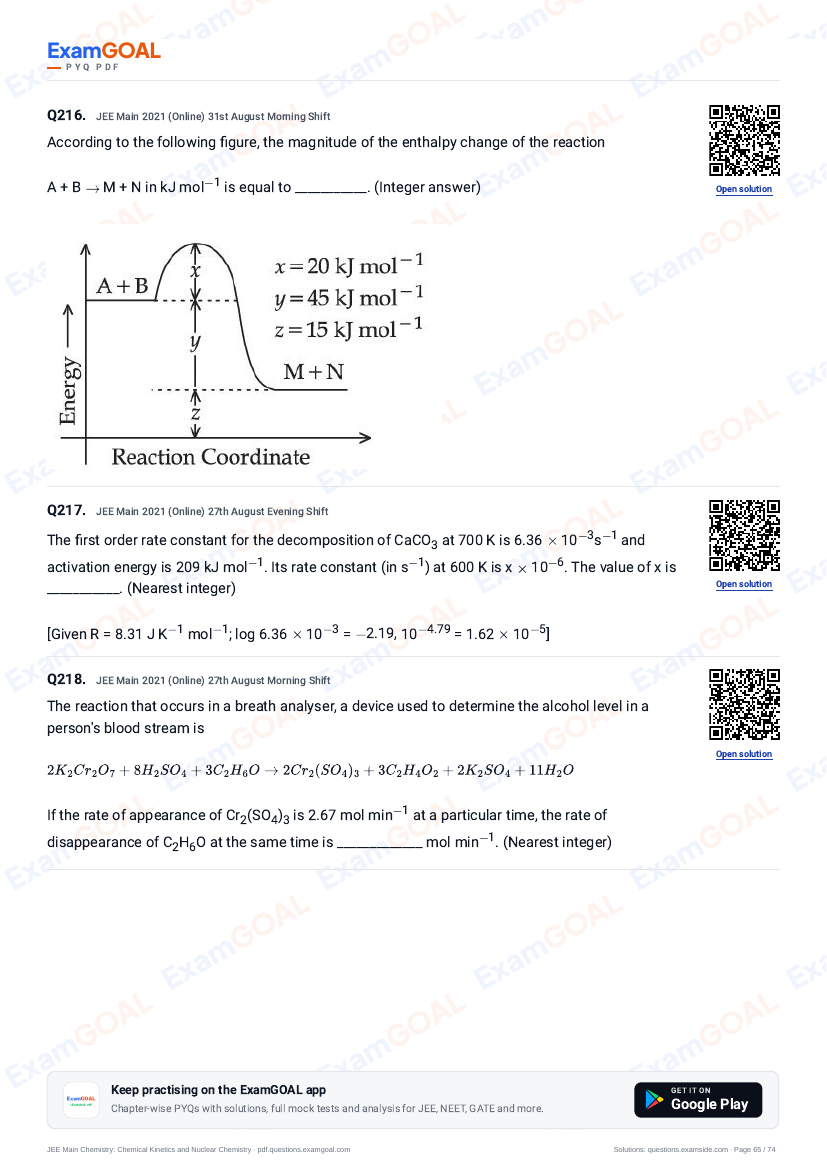 ExamGOAL
PYQ PDF
Q216. JEE Main 2021 (Online) 31st August Morning Shift
According to the following figure, the magnitude of the enthalpy change of the reaction
A + B → M + N in kJ mol⁻¹ is equal to __________. (Integer answer)
Open solution
x = 20 kJ mol⁻¹
x
A + B
y = 45 kJ mol⁻¹
z = 15 kJ mol⁻¹
y
M + N
Energy
z
Reaction Coordinate
Q217. JEE Main 2021 (Online) 27th August Evening Shift
The first order rate constant for the decomposition of CaCO₃ at 700 K is 6.36 × 10⁻³s⁻¹ and
activation energy is 209 kJ mol⁻¹. Its rate constant (in s⁻¹) at 600 K is x × 10⁻⁶. The value of x is
__________. (Nearest integer)
Open solution
[Given R = 8.31 J K⁻¹ mol⁻¹; log 6.36 × 10⁻³ = −2.19, 10⁻⁴·⁷⁹ = 1.62 × 10⁻⁵]
Q218. JEE Main 2021 (Online) 27th August Morning Shift
The reaction that occurs in a breath analyser, a device used to determine the alcohol level in a
person's blood stream is
Open solution
2K₂Cr₂O₇ + 8H₂SO₄ + 3C₂H₆O → 2Cr₂(SO₄)₃ + 3C₂H₄O₂ + 2K₂SO₄ + 11H₂O
If the rate of appearance of Cr₂(SO₄)₃ is 2.67 mol min⁻¹ at a particular time, the rate of
disappearance of C₂H₆O at the same time is ____________ mol min⁻¹. (Nearest integer)
Keep practising on the ExamGOAL app
Chapter-wise PYQs with solutions, full mock tests and analysis for JEE, NEET, GATE and more.
GET IT ON
Google Play
JEE Main Chemistry: Chemical Kinetics and Nuclear Chemistry · pdf.questions.examgoal.com
Solutions: questions.examside.com · Page 65 / 74